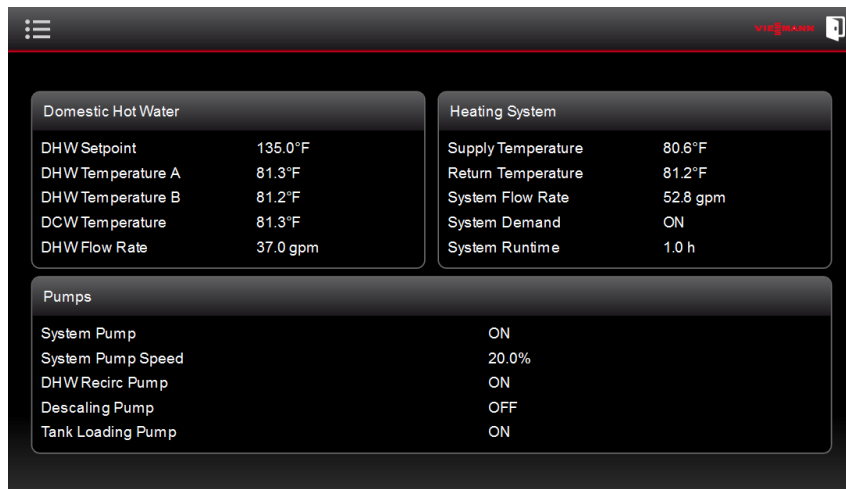 VIESMANN
Domestic Hot Water
DHW Setpoint 135.0°F
DHW Temperature A 81.3°F
DHW Temperature B 81.2°F
DCW Temperature 81.3°F
DHW Flow Rate 37.0 gpm
Heating System
Supply Temperature 80.6°F
Return Temperature 81.2°F
System Flow Rate 52.8 gpm
System Demand ON
System Runtime 1.0 h
Pumps
System Pump ON
System Pump Speed 20.0%
DHW Recirc Pump ON
Descaling Pump OFF
Tank Loading Pump ON